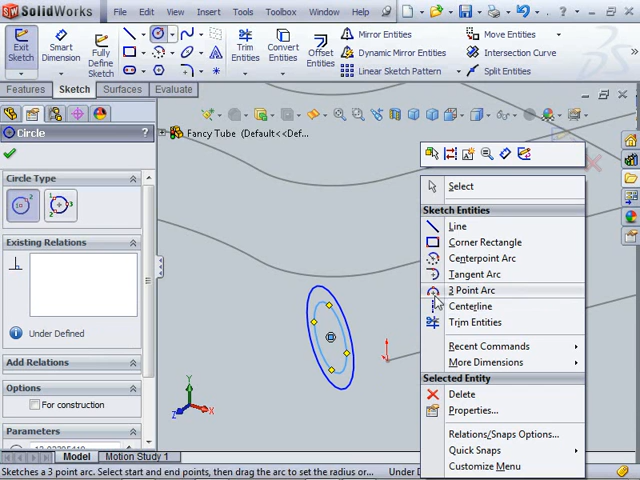 SW SolidWorks File Edit View Insert Tools Toolbox Window Help
Exit Sketch
Smart Dimension
Fully Define Sketch
Trim Entities
Convert Entities
Mirror Entities
Dynamic Mirror Entities
Linear Sketch Pattern
Move Entities
Intersection Curve
Split Entities
Features Sketch Surfaces Evaluate
Circle ?
Fancy Tube (Default<<Def...
Circle Type
Existing Relations
Add Relations
Options
For construction
Parameters
Select
Sketch Entities
Line
Corner Rectangle
Centerpoint Arc
Tangent Arc
3 Point Arc
Centerline
Trim Entities
Recent Commands
More Dimensions
Selected Entity
Delete
Properties...
Relations/Snaps Options...
Quick Snaps
Customize Menu
Y
Z
X
Model Motion Study 1
Sketches a 3 point arc. Select start and end points, then drag the arc to set the radius or... Under D